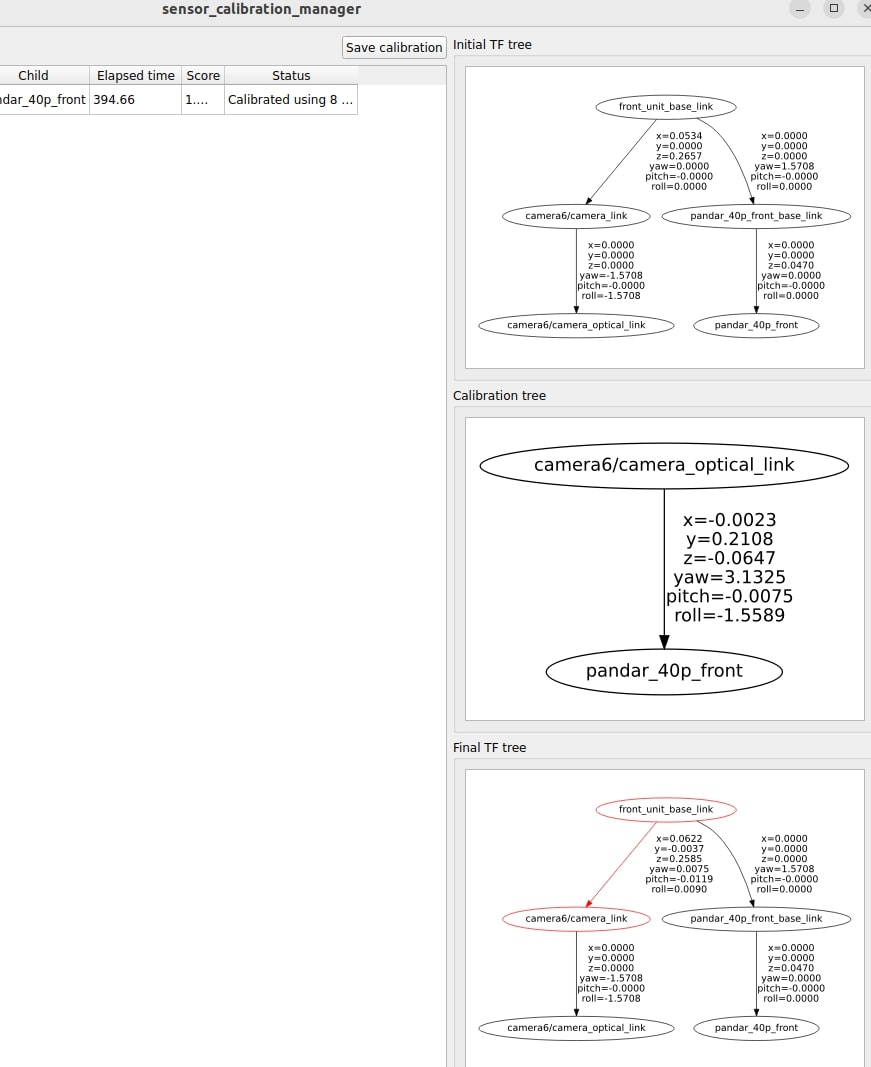 sensor_calibration_manager
Save calibration
Child Elapsed time Score Status
ndar_40p_front 394.66 1.... Calibrated using 8 ...
Initial TF tree
front_unit_base_link
x=0.0534
y=0.0000
z=0.2657
yaw=0.0000
pitch=-0.0000
roll=0.0000
x=0.0000
y=0.0000
z=0.0000
yaw=1.5708
pitch=-0.0000
roll=0.0000
camera6/camera_link
pandar_40p_front_base_link
x=0.0000
y=0.0000
z=0.0000
yaw=-1.5708
pitch=-0.0000
roll=-1.5708
x=0.0000
y=0.0000
z=0.0470
yaw=0.0000
pitch=-0.0000
roll=0.0000
camera6/camera_optical_link
pandar_40p_front
Calibration tree
camera6/camera_optical_link
x=-0.0023
y=0.2108
z=-0.0647
yaw=3.1325
pitch=-0.0075
roll=-1.5589
pandar_40p_front
Final TF tree
front_unit_base_link
x=0.0622
y=-0.0037
z=0.2585
yaw=0.0075
pitch=-0.0119
roll=0.0090
x=0.0000
y=0.0000
z=0.0000
yaw=1.5708
pitch=-0.0000
roll=0.0000
camera6/camera_link
pandar_40p_front_base_link
x=0.0000
y=0.0000
z=0.0000
yaw=-1.5708
pitch=-0.0000
roll=-1.5708
x=0.0000
y=0.0000
z=0.0470
yaw=0.0000
pitch=-0.0000
roll=0.0000
camera6/camera_optical_link
pandar_40p_front